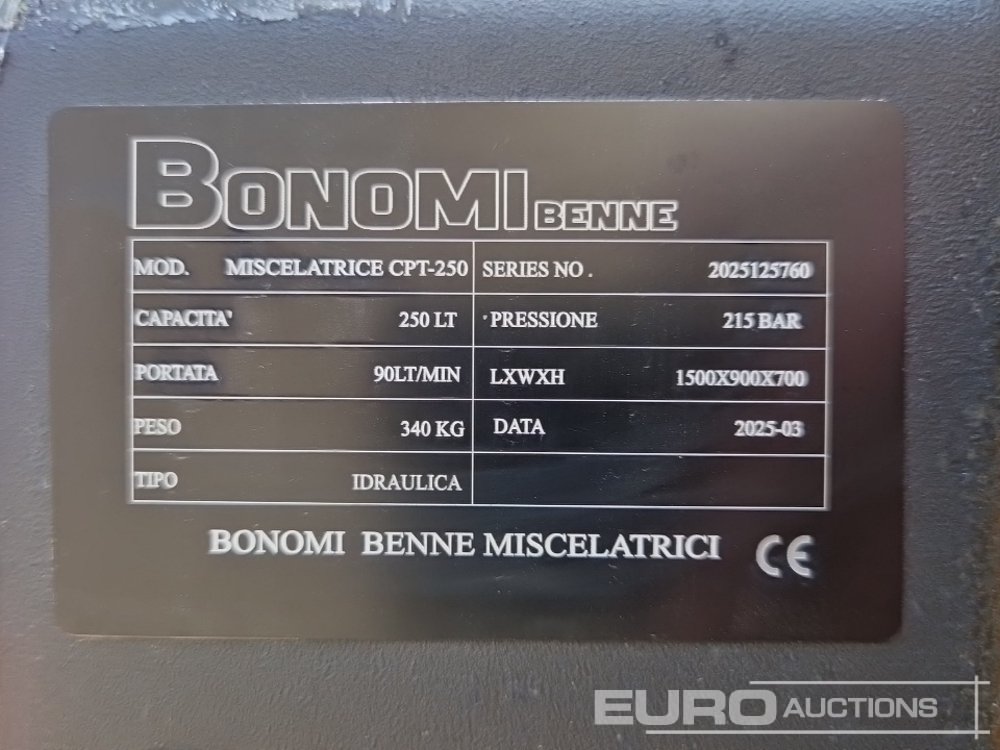 BONOMI BENNE
MOD. MISCELATRICE CPT-250 SERIES NO . 2025125760
CAPACITA' 250 LT PRESSIONE 215 BAR
PORTATA 90LT/MIN LXWXH 1500X900X700
PESO 340 KG DATA 2025-03
TIPO IDRAULICA
BONOMI BENNE MISCELATRICI CE
EURO AUCTIONS